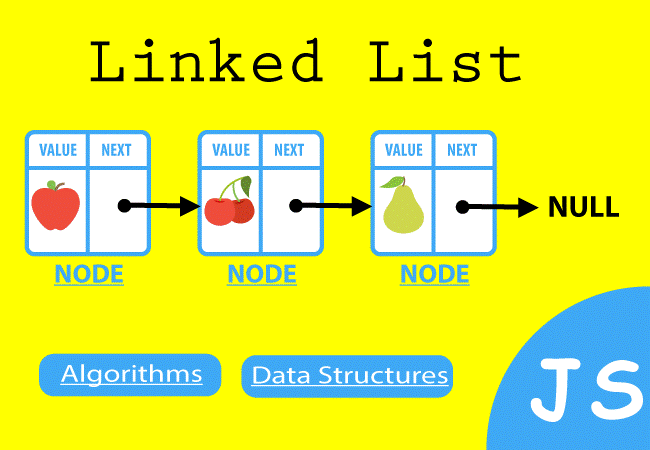 Linked List
VALUE NEXT VALUE NEXT VALUE NEXT
NULL
NODE NODE NODE
Algorithms Data Structures
JS